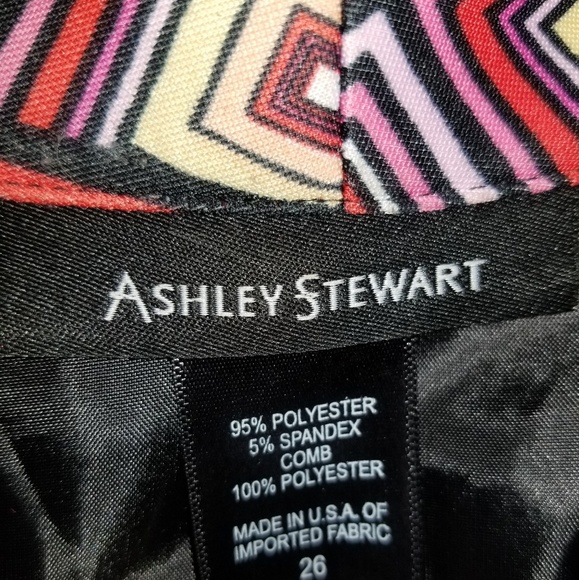 ASHLEY STEWART
95% POLYESTER
5% SPANDEX
COMB
100% POLYESTER
MADE IN U.S.A. OF
IMPORTED FABRIC
26